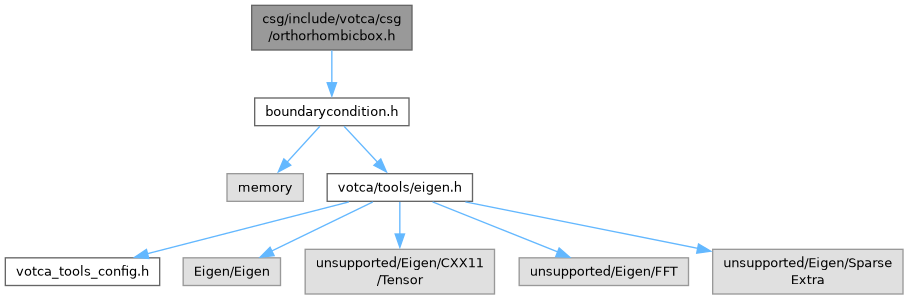 csg/include/votca/csg
/orthorhombicbox.h
boundarycondition.h
memory
votca/tools/eigen.h
votca_tools_config.h
Eigen/Eigen
unsupported/Eigen/CXX11
/Tensor
unsupported/Eigen/FFT
unsupported/Eigen/Sparse
Extra